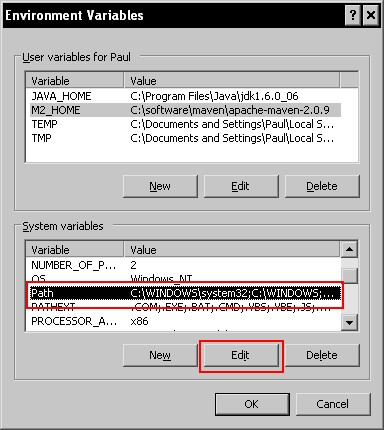 Environment Variables
User variables for Paul
Variable Value
JAVA_HOME C:\Program Files\Java\jdk1.6.0_06
M2_HOME C:\software\maven\apache-maven-2.0.9
TEMP C:\Documents and Settings\Paul\Local S...
TMP C:\Documents and Settings\Paul\Local S...
New Edit Delete
System variables
Variable Value
NUMBER_OF_P... 2
OS Windows_NT
Path C:\WINDOWS\system32;C:\WINDOWS;...
PATHEXT .COM;.EXE;.BAT;.CMD;.VBS;.VBE;.JS;...
PROCESSOR_A... x86
New Edit Delete
OK Cancel